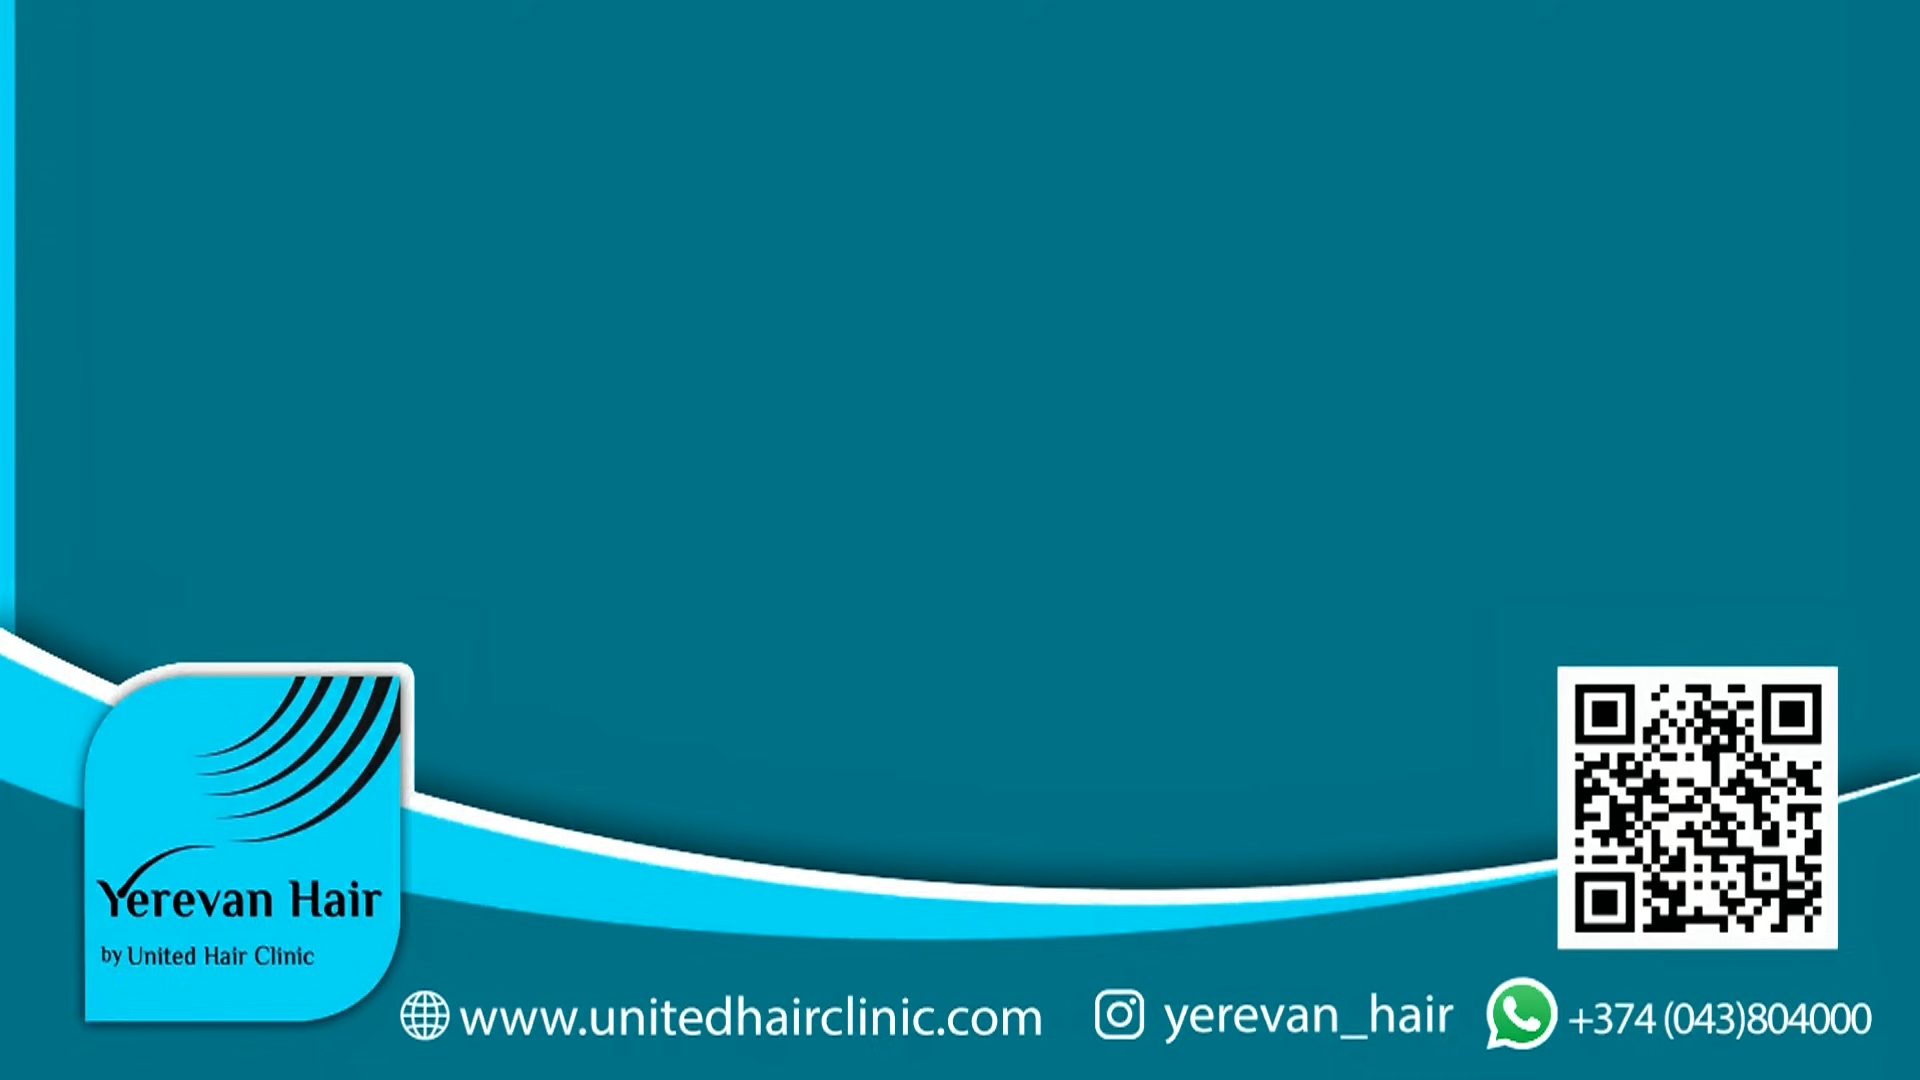 Yerevan Hair
by United Hair Clinic
www.unitedhairclinic.com
yerevan_hair
+374 (043)804000